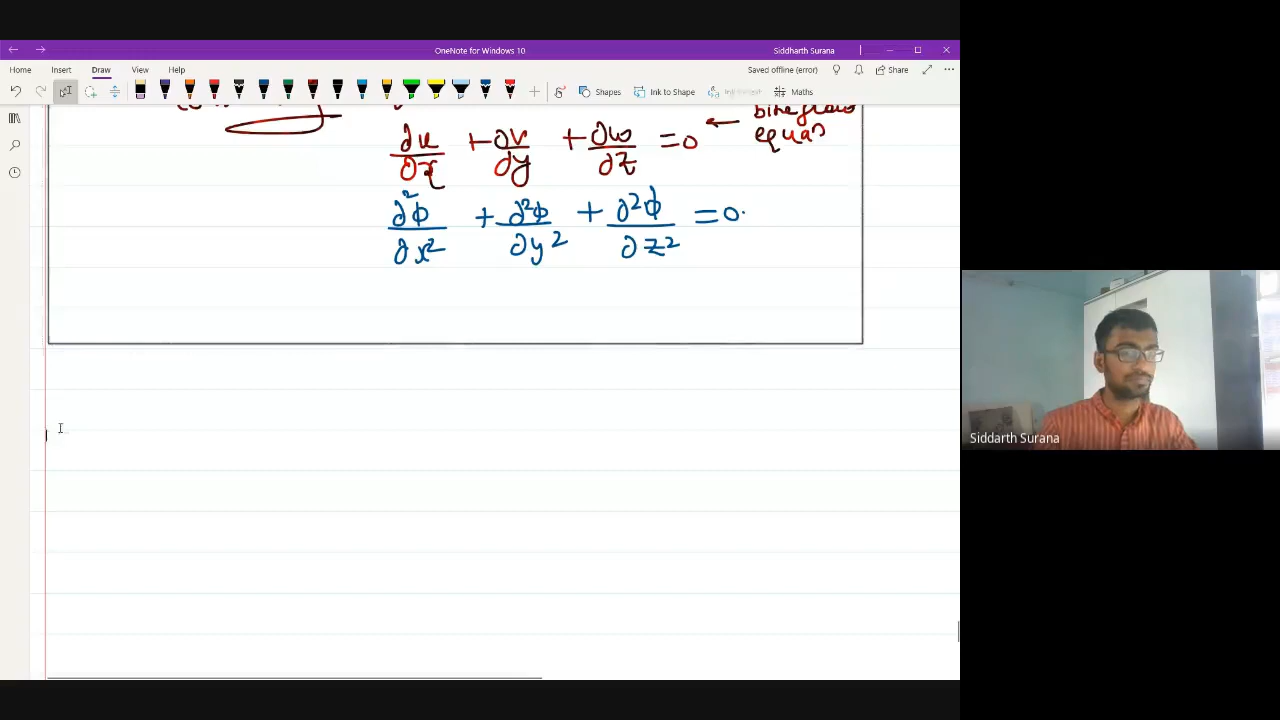 OneNote for Windows 10
Siddharth Surana
Home Insert Draw View Help
Saved offline (error)
Share
Shapes
Ink to Shape
Maths
∂u/∂x + ∂v/∂y + ∂w/∂z = 0 ←
equan
∂²φ/∂x² + ∂²φ/∂y² + ∂²φ/∂z² = 0.
Siddarth Surana